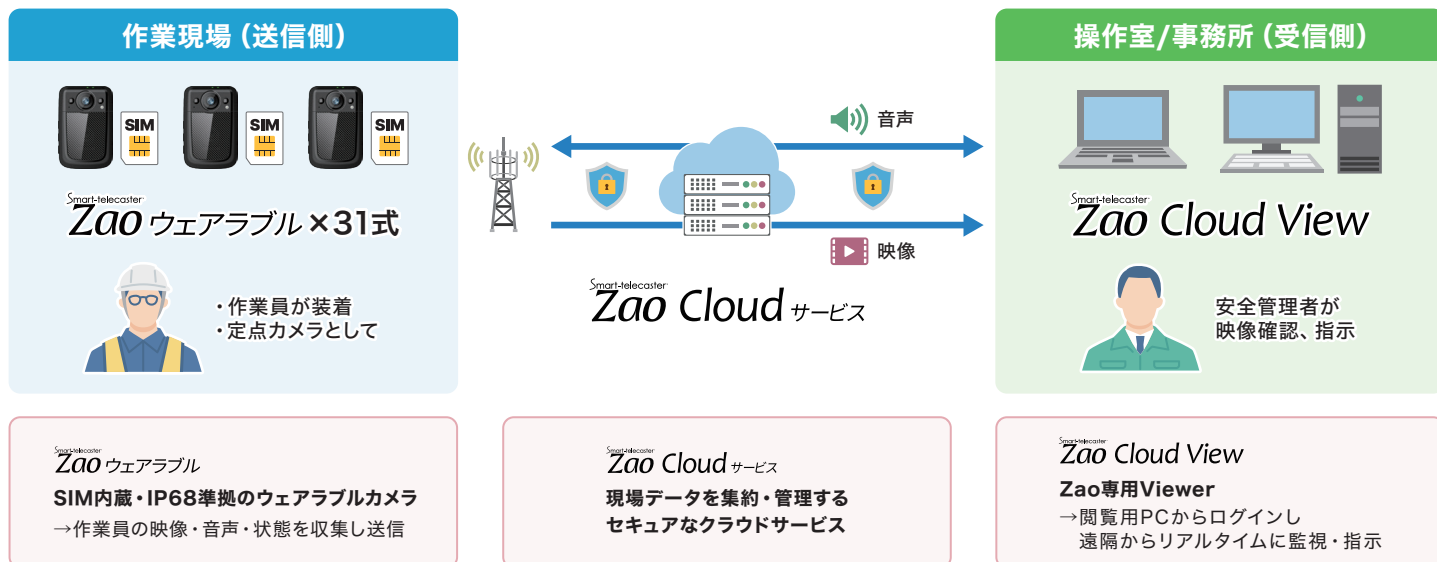 作業現場（送信側）
SIM
SIM
SIM
Smart-telecaster
Zao ウェアラブル ×31式
・作業員が装着
・定点カメラとして
音声
映像
Smart-telecaster
Zao Cloud サービス
操作室/事務所（受信側）
Smart-telecaster
Zao Cloud View
安全管理者が
映像確認、指示
Smart-telecaster
Zao ウェアラブル
SIM内蔵・IP68準拠のウェアラブルカメラ
→作業員の映像・音声・状態を収集し送信
Smart-telecaster
Zao Cloud サービス
現場データを集約・管理する
セキュアなクラウドサービス
Smart-telecaster
Zao Cloud View
Zao専用Viewer
→閲覧用PCからログインし
遠隔からリアルタイムに監視・指示